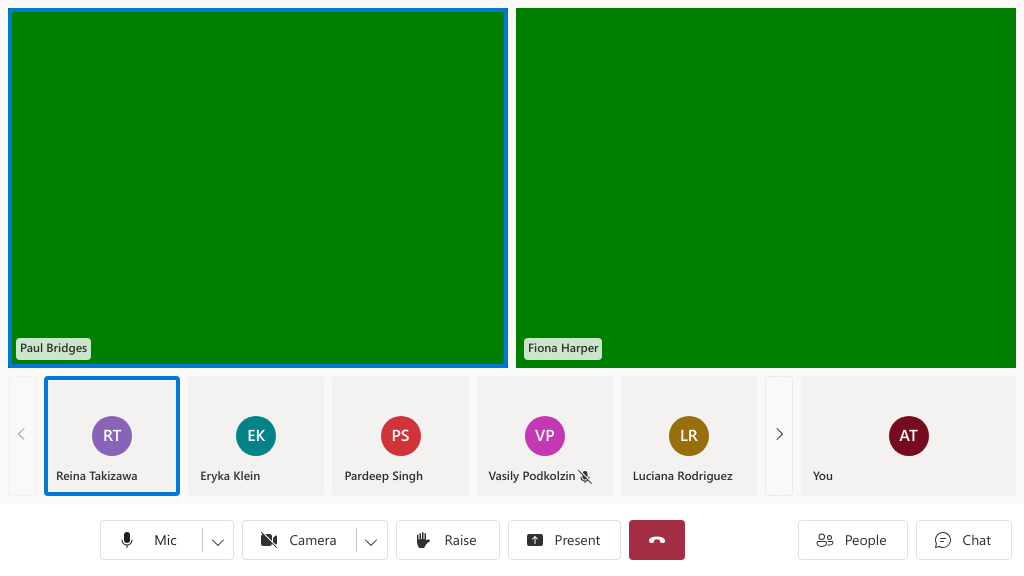 Paul Bridges
Fiona Harper
RT
Reina Takizawa
EK
Eryka Klein
PS
Pardeep Singh
VP
Vasily Podkolzin
LR
Luciana Rodriguez
AT
You
Mic
Camera
Raise
Present
People
Chat